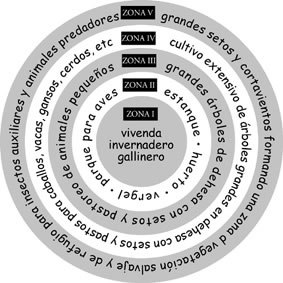 ZONA V
grandes setos y cortavientos formando una zona d vegetación salvaje y de refugio para insectos auxiliares y animales predadores
ZONA IV
cultivo extensivo de árboles grandes en dehesa con setos y pastos para caballos, vacas, gansos, cerdos, etc
ZONA III
grandes árboles de dehesa con setos y pastoreo de animales pequeños
ZONA II
estanque · huerto · vergel · parque para aves
ZONA I
vivienda
invernadero
gallinero